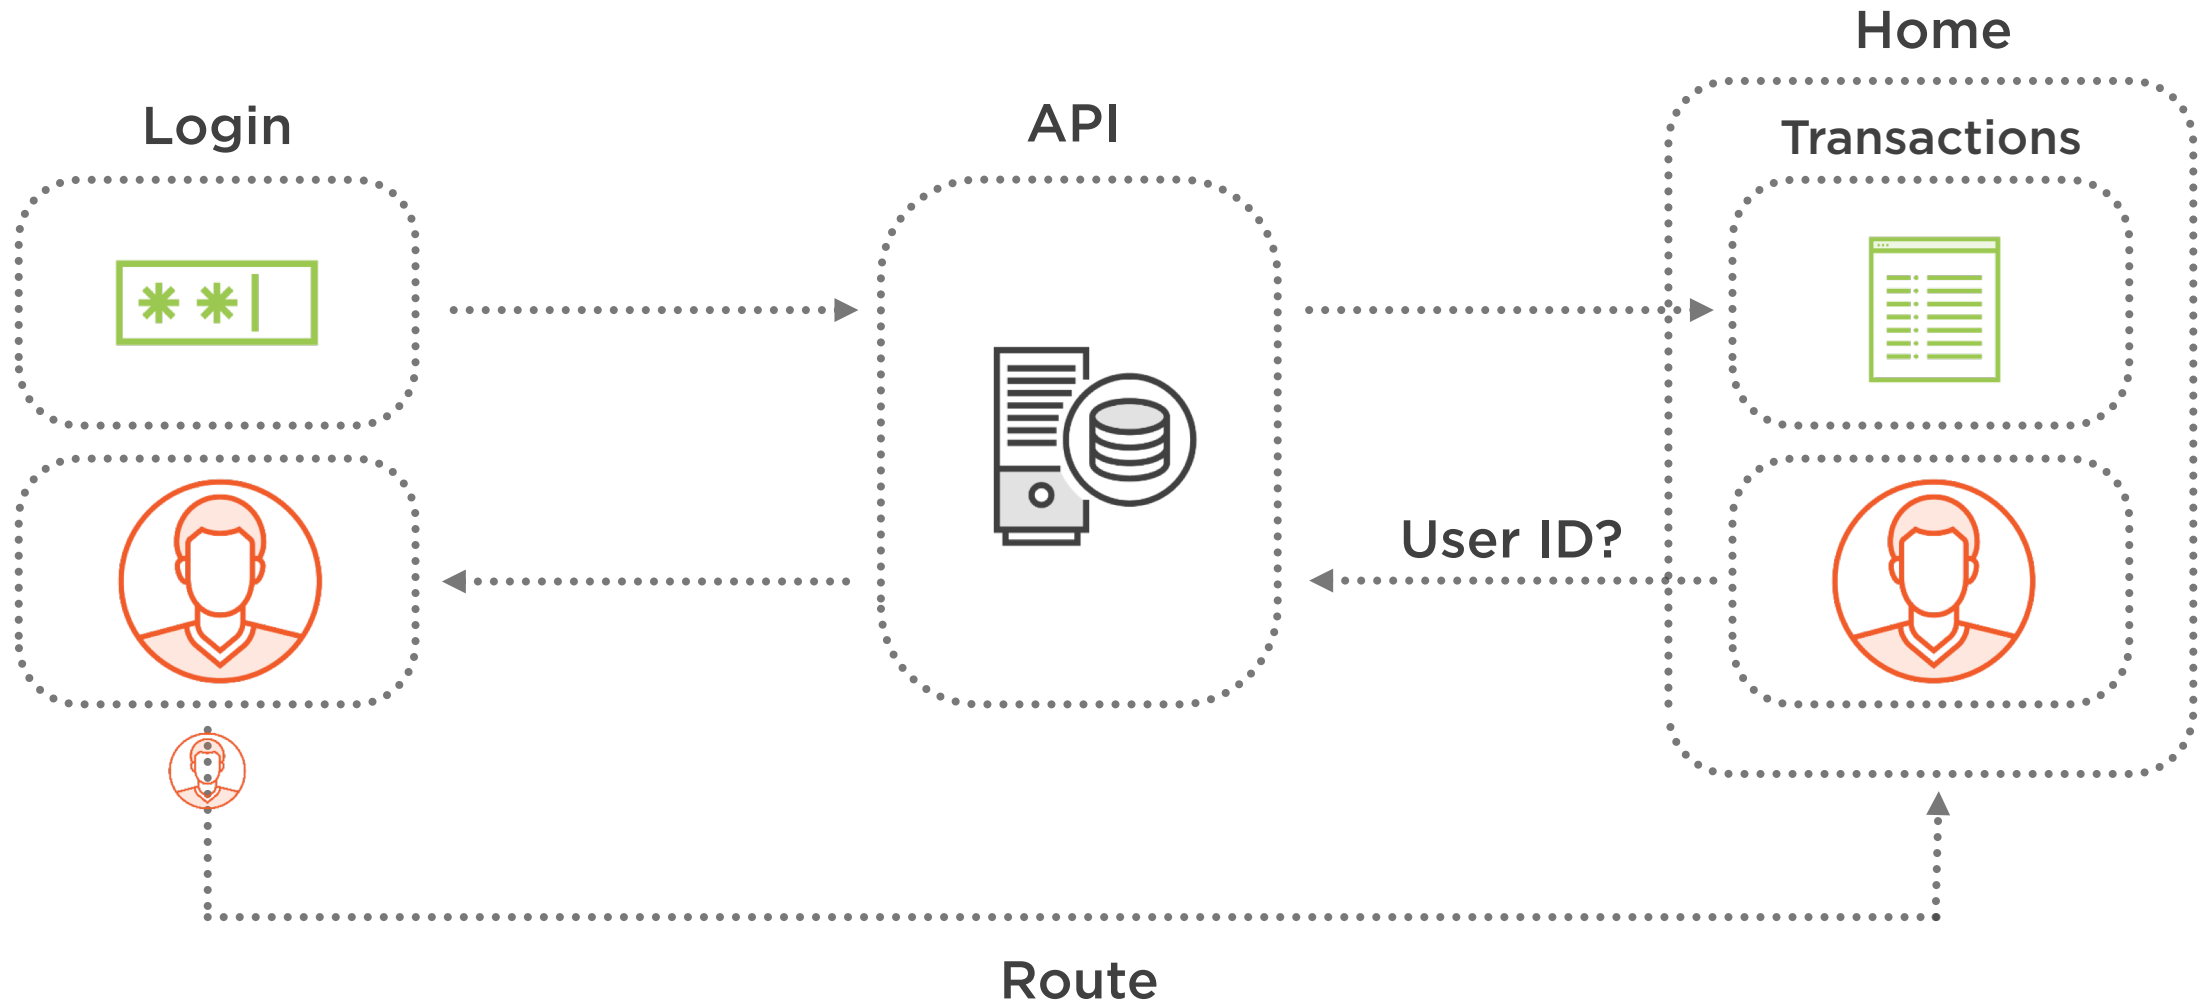 Home
Login
API
Transactions
**|
User ID?
Route